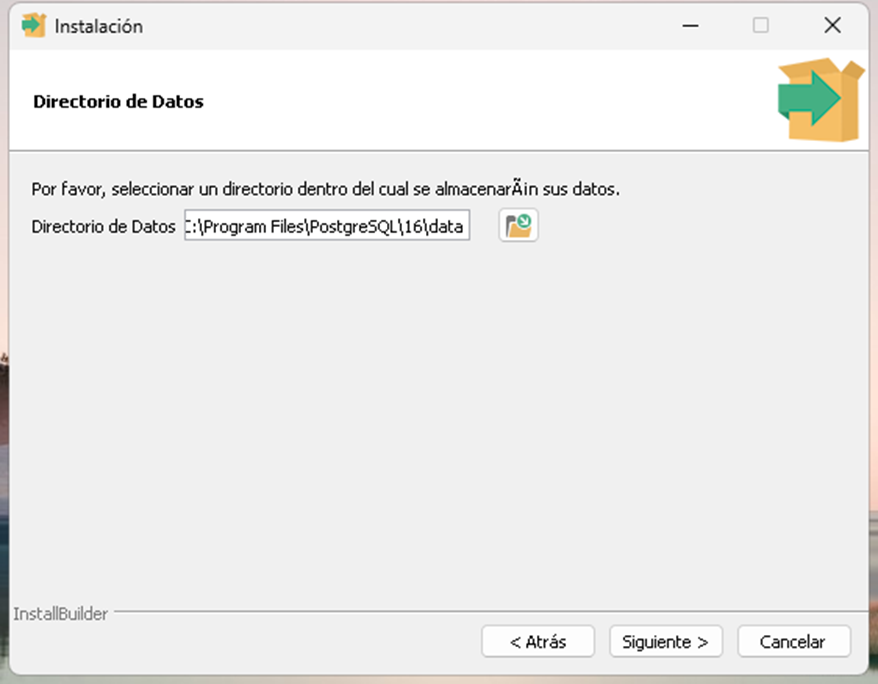 Instalación
Directorio de Datos
Por favor, seleccionar un directorio dentro del cual se almacenarÃin sus datos.
Directorio de Datos C:\Program Files\PostgreSQL\16\data
InstallBuilder
< Atrás Siguiente > Cancelar